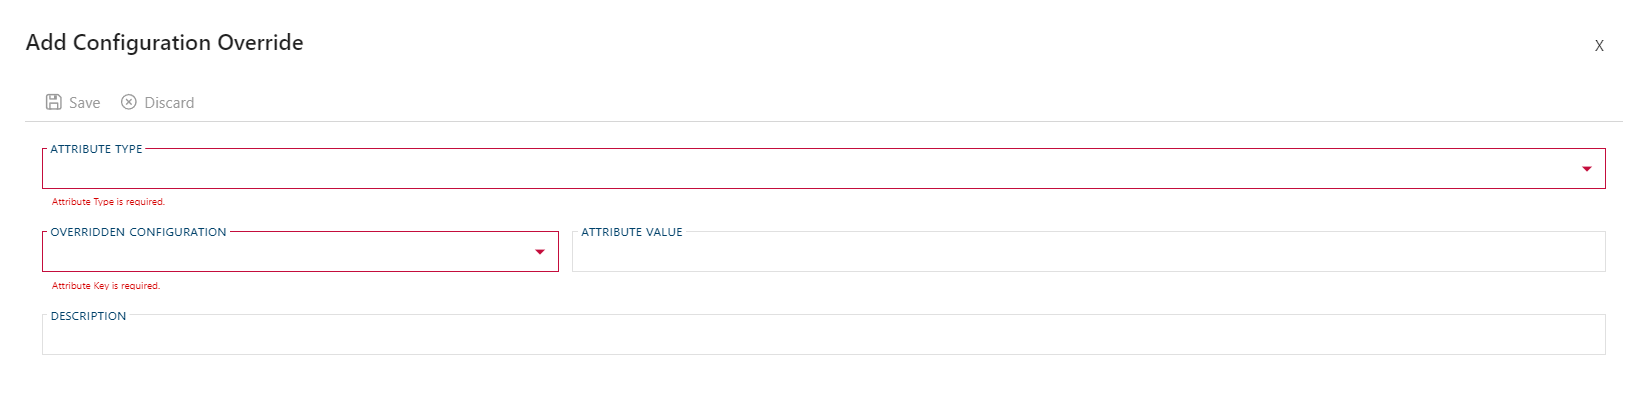 Add Configuration Override
X
Save Discard
ATTRIBUTE TYPE
Attribute Type is required.
OVERRIDDEN CONFIGURATION ATTRIBUTE VALUE
Attribute Key is required.
DESCRIPTION